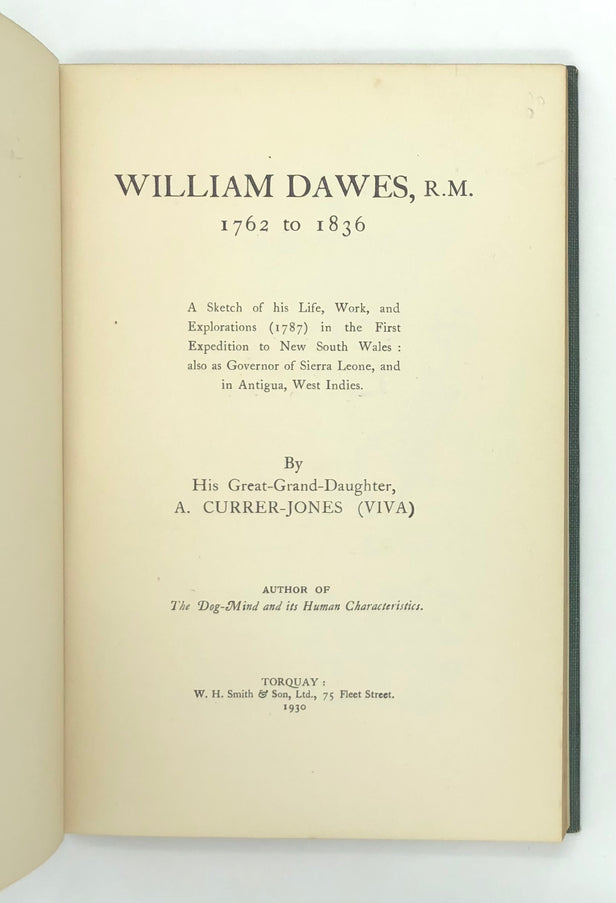 WILLIAM DAWES, R.M.
1762 to 1836
A Sketch of his Life, Work, and
Explorations (1787) in the First
Expedition to New South Wales :
also as Governor of Sierra Leone, and
in Antigua, West Indies.
By
His Great-Grand-Daughter,
A. CURRER-JONES (VIVA)
AUTHOR OF
The Dog-Mind and its Human Characteristics.
TORQUAY :
W. H. Smith & Son, Ltd., 75 Fleet Street.
1930